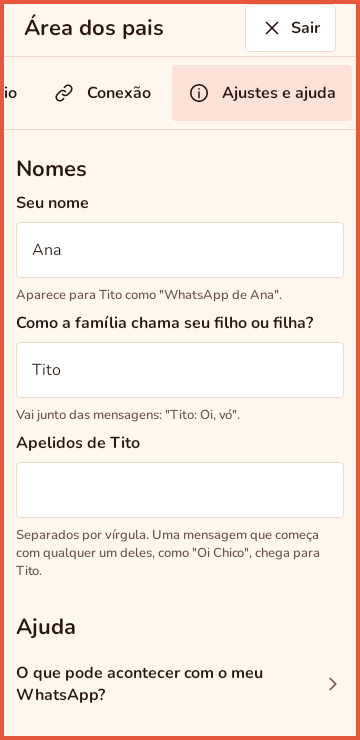 Área dos pais
Sair
io
Conexão
Ajustes e ajuda
Nomes
Seu nome
Ana
Aparece para Tito como "WhatsApp de Ana".
Como a família chama seu filho ou filha?
Tito
Vai junto das mensagens: "Tito: Oi, vó".
Apelidos de Tito
Separados por vírgula. Uma mensagem que começa
com qualquer um deles, como "Oi Chico", chega para
Tito.
Ajuda
O que pode acontecer com o meu
WhatsApp?